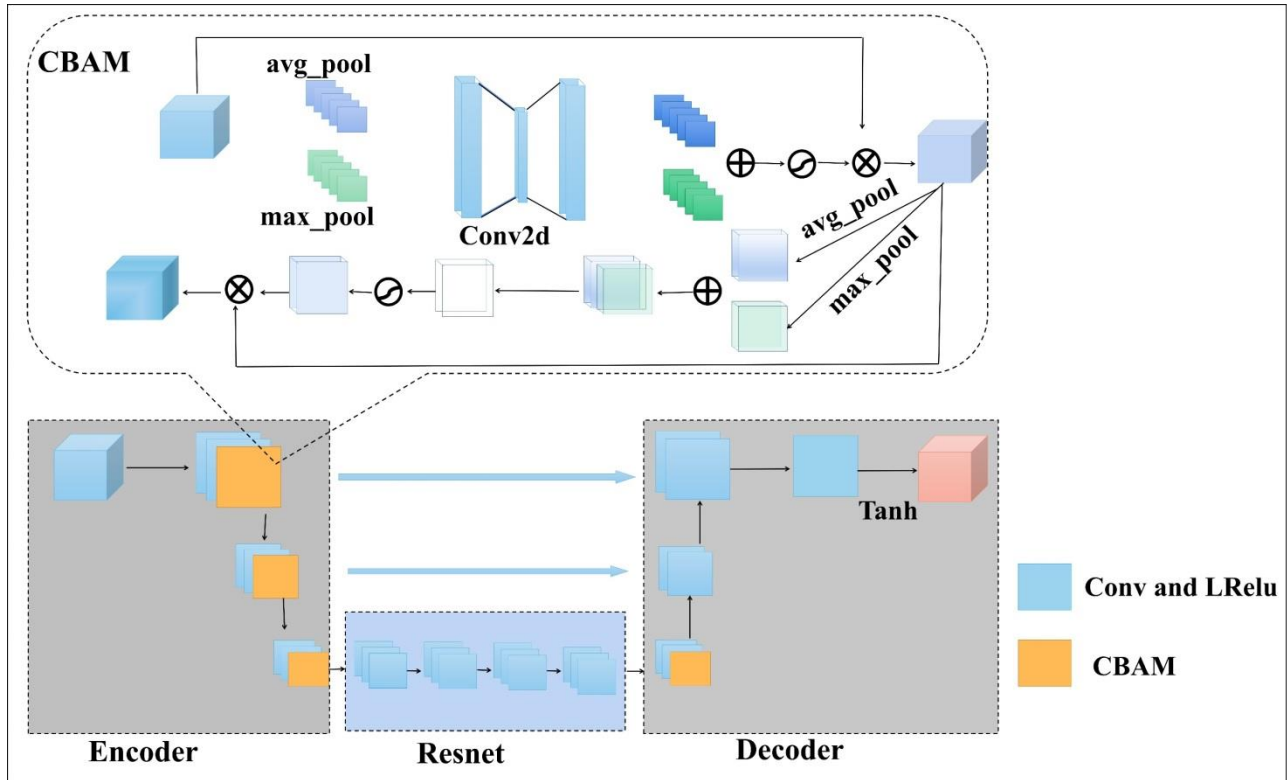 CBAM
avg_pool
max_pool
Conv2d
avg_pool
max_pool
Tanh
Conv and LRelu
CBAM
Encoder
Resnet
Decoder